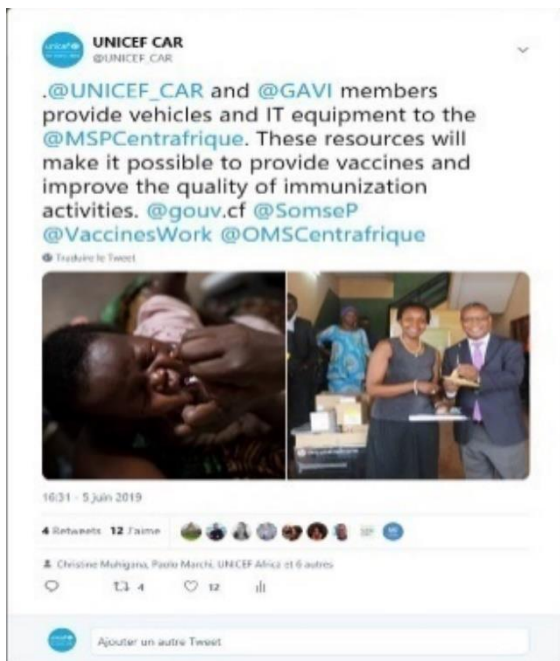 unicef
UNICEF CAR
@UNICEF_CAR
.@UNICEF_CAR and @GAVI members
provide vehicles and IT equipment to the
@MSPCentrafrique. These resources will
make it possible to provide vaccines and
improve the quality of immunization
activities. @gouv.cf @SomseP
@VaccinesWork @OMSCentrafrique
Traduire le Tweet
16:31 - 5 juin 2019
4 Retweets 12 J'aime
Christine Muhigana, Paolo Marchi, UNICEF Africa et 6 autres
4 12
Ajouter un autre Tweet